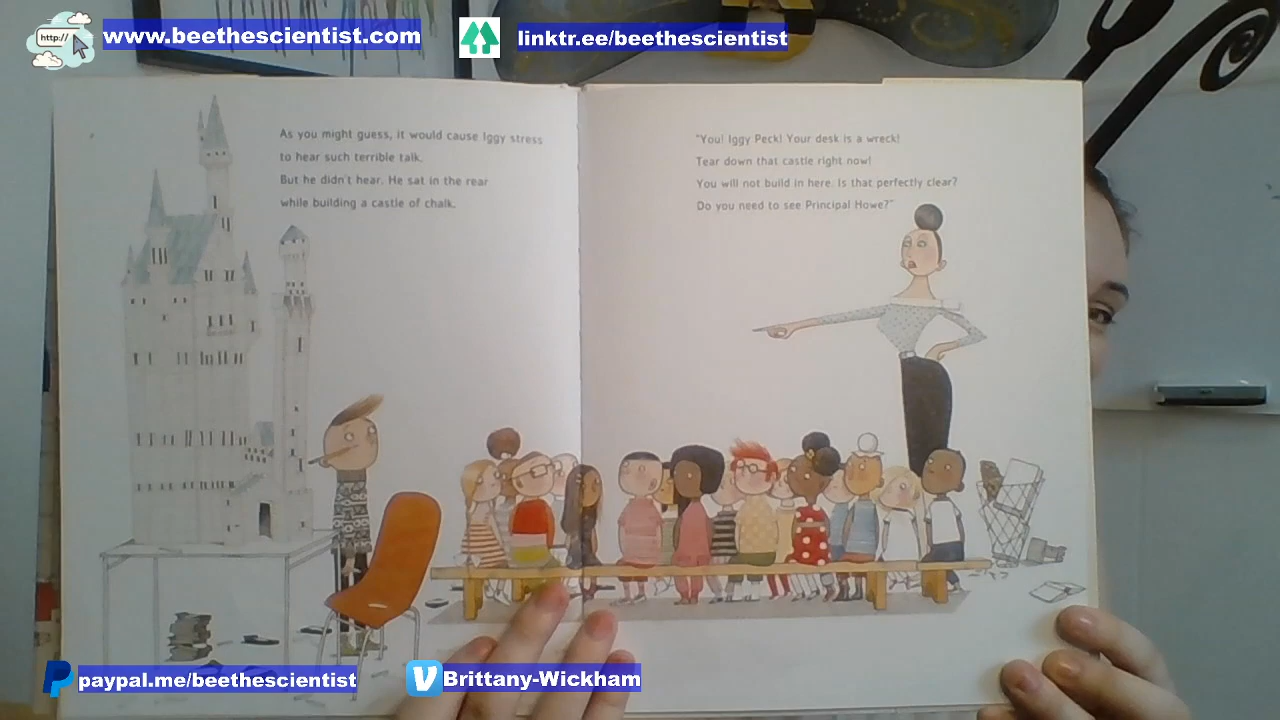 http://
www.beethescientist.com
linktr.ee/beethescientist
As you might guess, it would cause Iggy stress
to hear such terrible talk.
But he didn't hear. He sat in the rear
while building a castle of chalk.
"You! Iggy Peck! Your desk is a wreck!
Tear down that castle right now!
You will not build in here. Is that perfectly clear?
Do you need to see Principal Howe?"
paypal.me/beethescientist
Brittany-Wickham